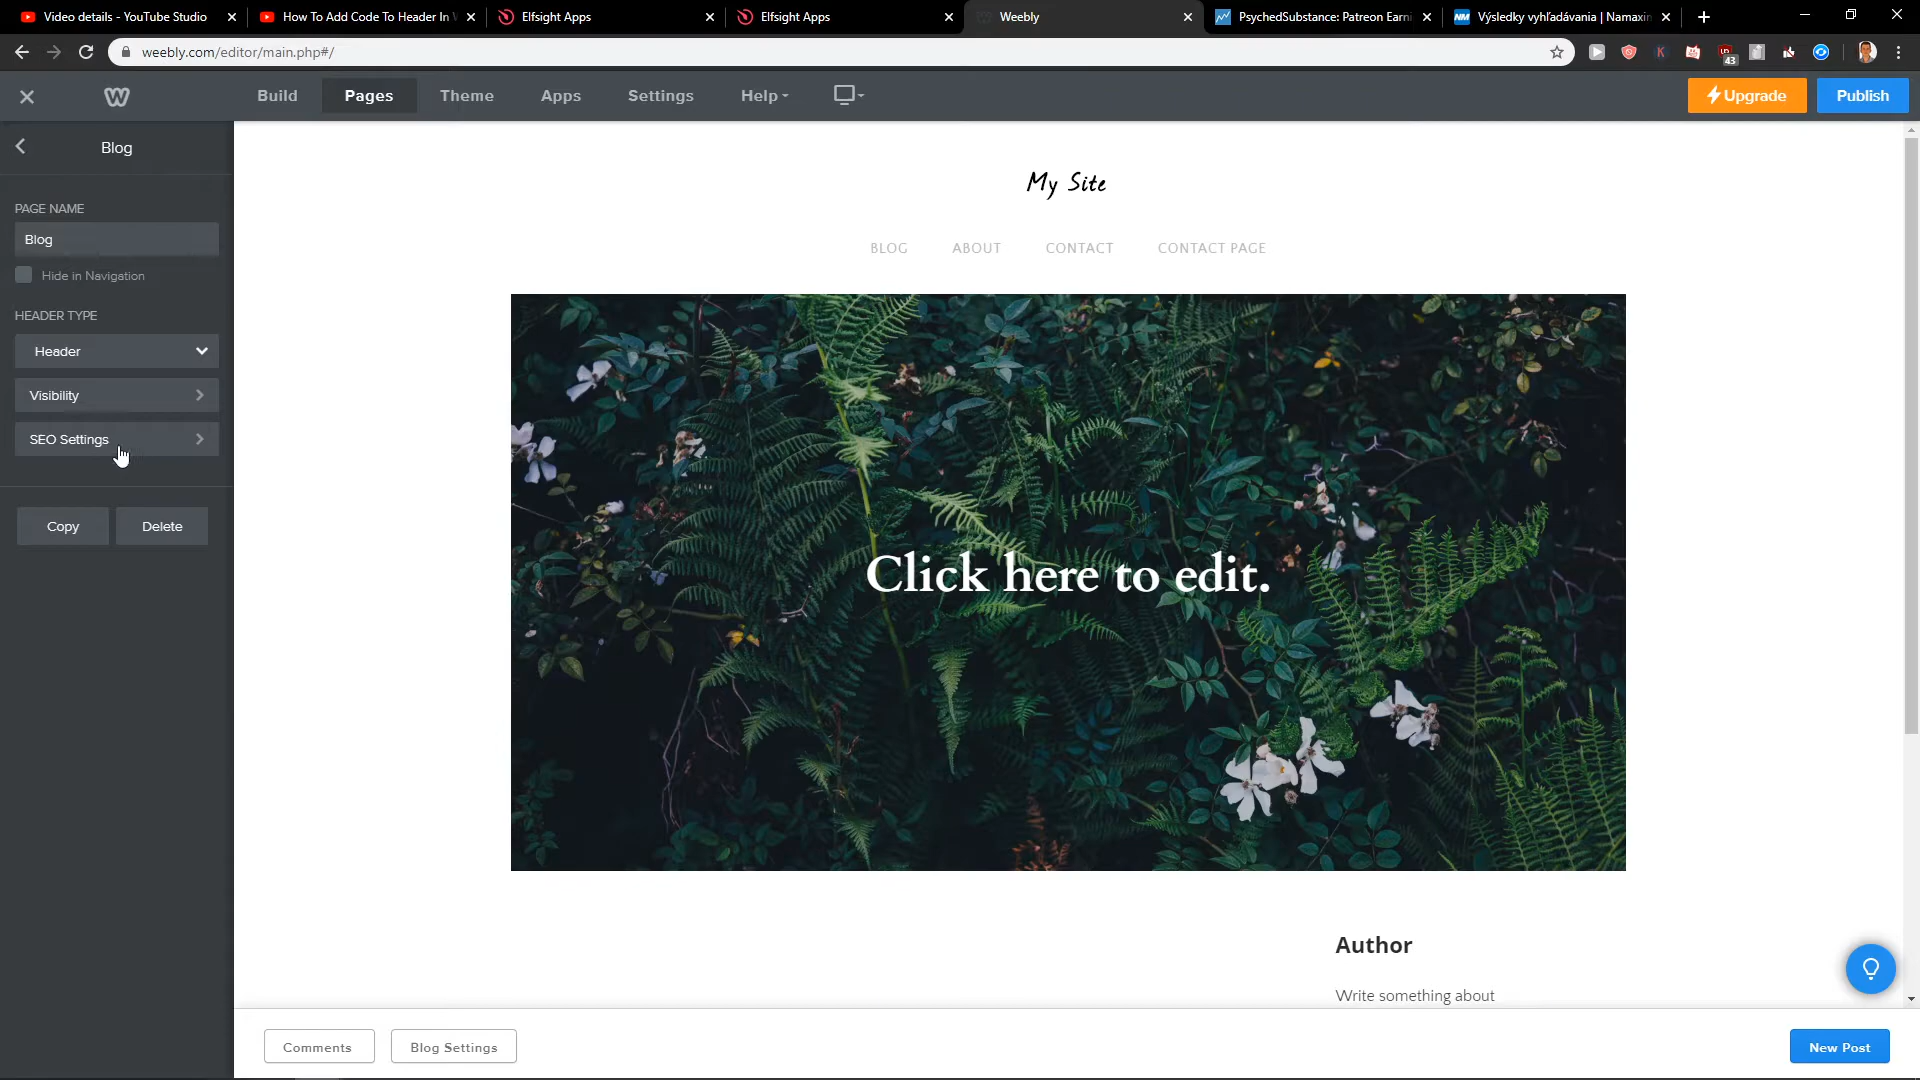 Video details - YouTube Studio
How To Add Code To Header In
Elfsight Apps
Elfsight Apps
Weebly
PsychedSubstance: Patreon Earni
Výsledky vyhľadávania | Namaxin
weebly.com/editor/main.php#/
43
Build
Pages
Theme
Apps
Settings
Help
Upgrade
Publish
Blog
PAGE NAME
Blog
Hide in Navigation
HEADER TYPE
Header
Visibility
SEO Settings
Copy
Delete
My Site
BLOG
ABOUT
CONTACT
CONTACT PAGE
Click here to edit.
Author
Write something about
Comments
Blog Settings
New Post